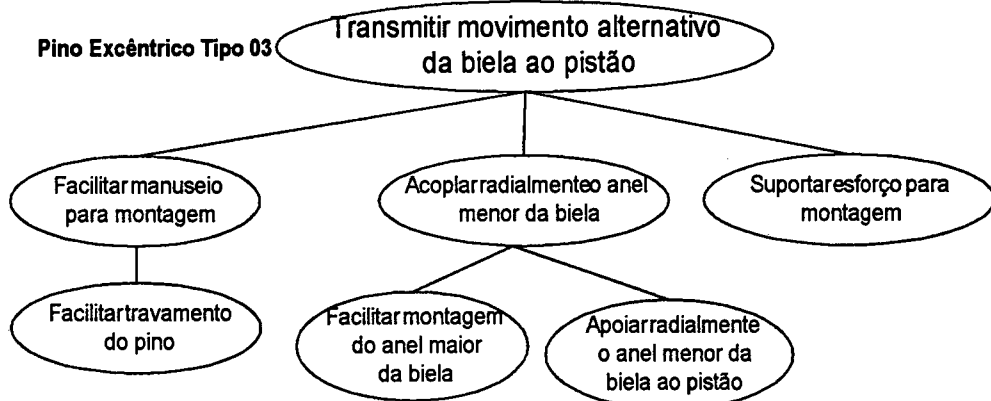 Transmitir movimento alternativo
da biela ao pistão
Pino Excêntrico Tipo 03
Facilitar manuseio
para montagem
Acoplar radialmente o anel
menor da biela
Suportar esforço para
montagem
Facilitar travamento
do pino
Facilitar montagem
do anel maior
da biela
Apoiar radialmente
o anel menor da
biela ao pistão